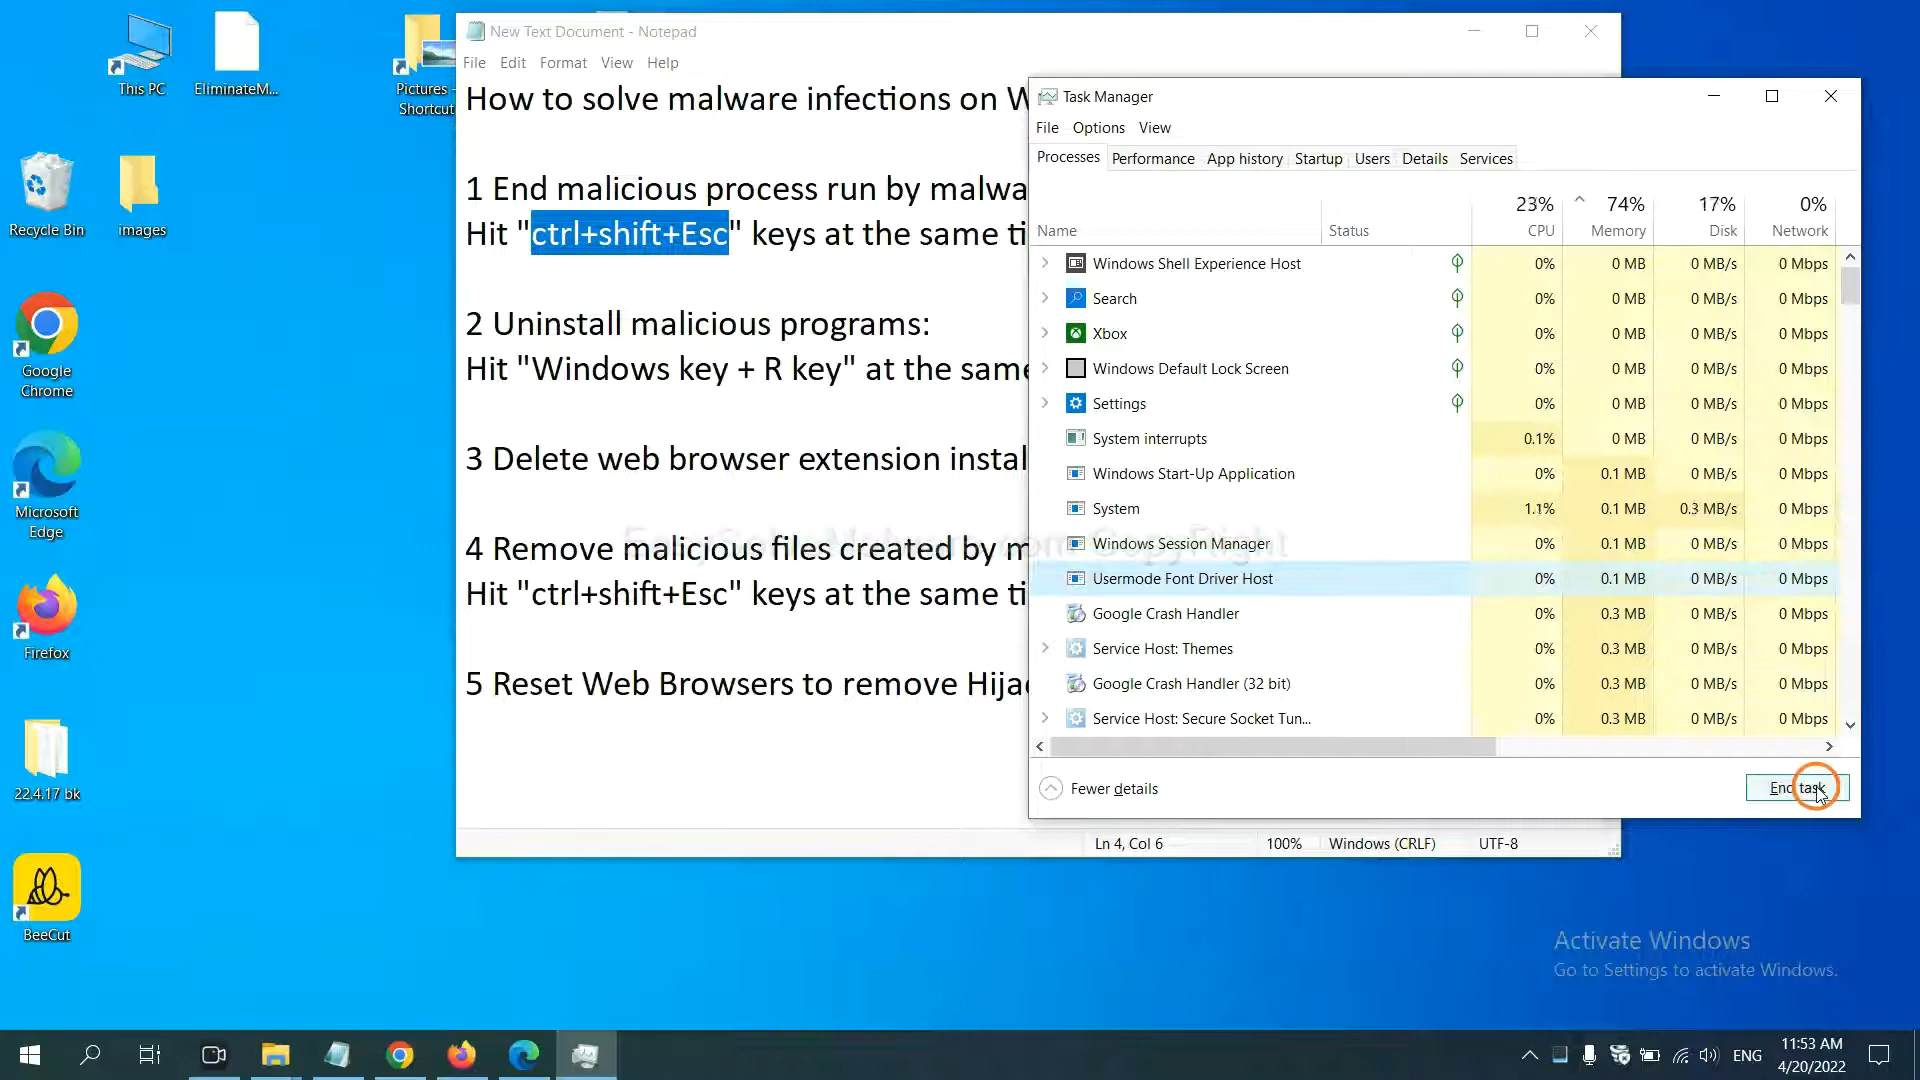 This PC
EliminateM...
Pictures -
Shortcut
Recycle Bin
images
Google
Chrome
Microsoft
Edge
Firefox
22.4.17 bk
BeeCut
New Text Document - Notepad
File Edit Format View Help
How to solve malware infections on W
1 End malicious process run by malwa
Hit "ctrl+shift+Esc" keys at the same ti
2 Uninstall malicious programs:
Hit "Windows key + R key" at the same
3 Delete web browser extension instal
4 Remove malicious files created by m
Hit "ctrl+shift+Esc" keys at the same ti
5 Reset Web Browsers to remove Hijac
EasySolveMalware.com CopyRight
Ln 4, Col 6 100% Windows (CRLF) UTF-8
Task Manager
File Options View
Processes Performance App history Startup Users Details Services
23% 74% 17% 0%
Name Status CPU Memory Disk Network
Windows Shell Experience Host 0% 0 MB 0 MB/s 0 Mbps
Search 0% 0 MB 0 MB/s 0 Mbps
Xbox 0% 0 MB 0 MB/s 0 Mbps
Windows Default Lock Screen 0% 0 MB 0 MB/s 0 Mbps
Settings 0% 0 MB 0 MB/s 0 Mbps
System interrupts 0.1% 0 MB 0 MB/s 0 Mbps
Windows Start-Up Application 0% 0.1 MB 0 MB/s 0 Mbps
System 1.1% 0.1 MB 0.3 MB/s 0 Mbps
Windows Session Manager 0% 0.1 MB 0 MB/s 0 Mbps
Usermode Font Driver Host 0% 0.1 MB 0 MB/s 0 Mbps
Google Crash Handler 0% 0.3 MB 0 MB/s 0 Mbps
Service Host: Themes 0% 0.3 MB 0 MB/s 0 Mbps
Google Crash Handler (32 bit) 0% 0.3 MB 0 MB/s 0 Mbps
Service Host: Secure Socket Tun... 0% 0.3 MB 0 MB/s 0 Mbps
Fewer details
End task
Activate Windows
Go to Settings to activate Windows.
ENG
11:53 AM
4/20/2022